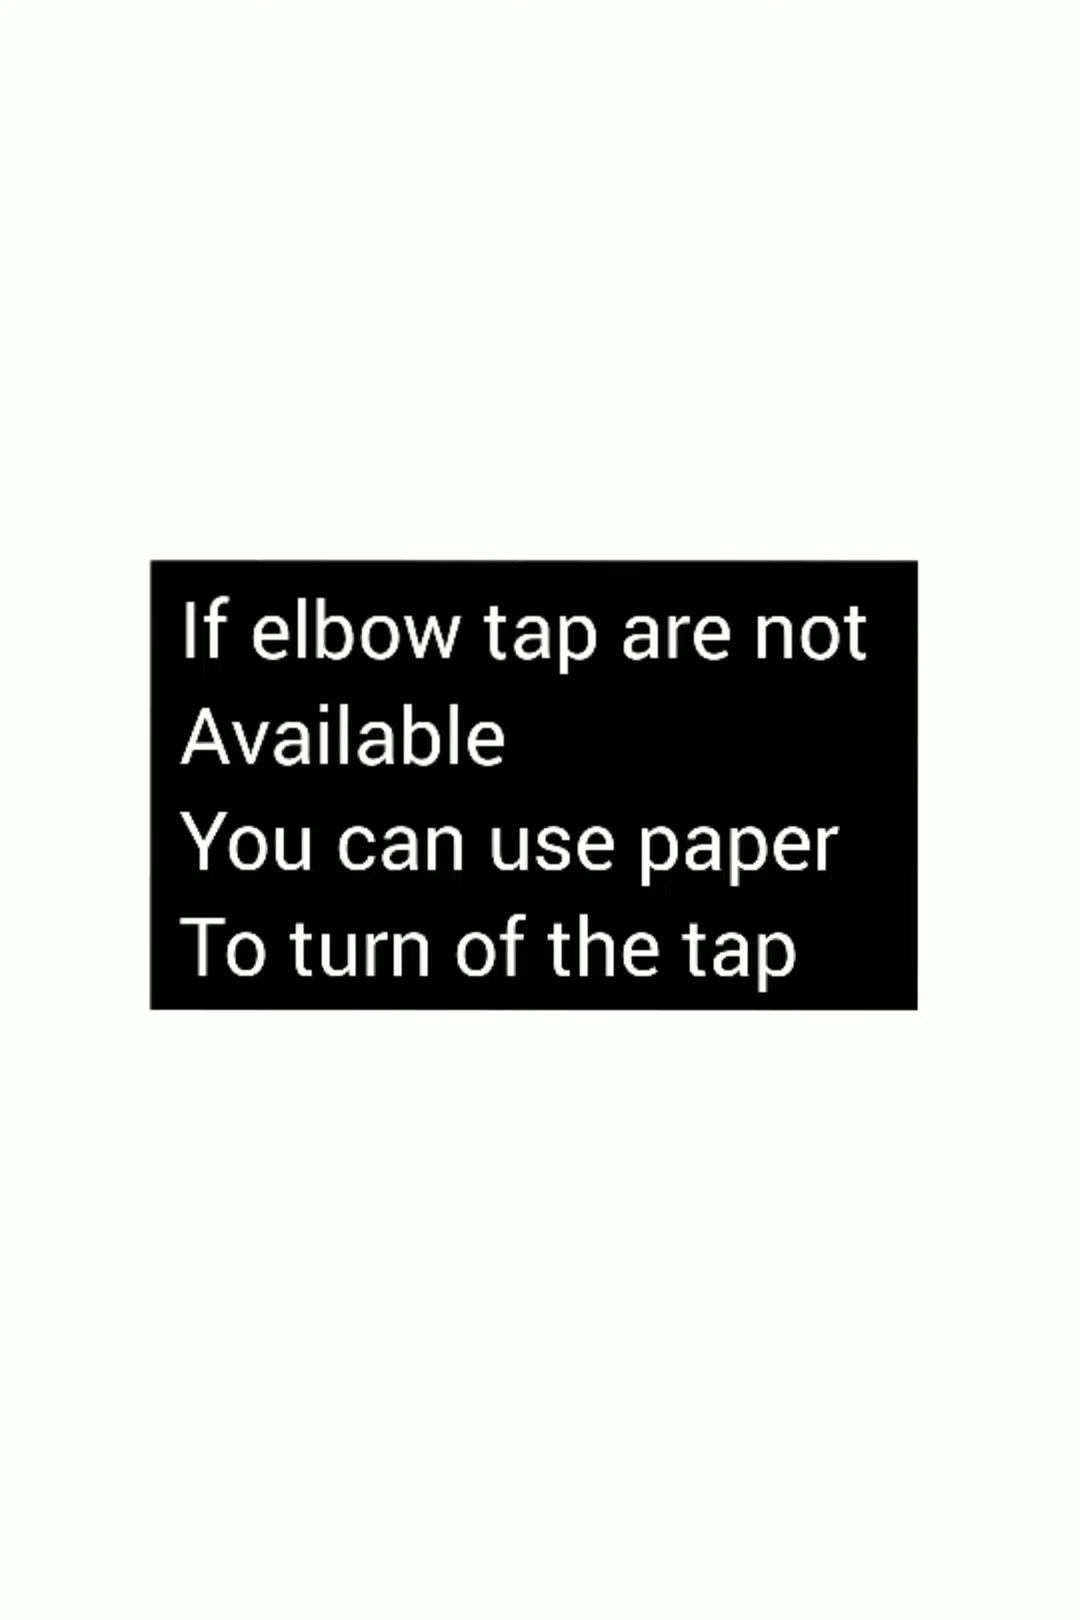 If elbow tap are not
Available
You can use paper
To turn of the tap